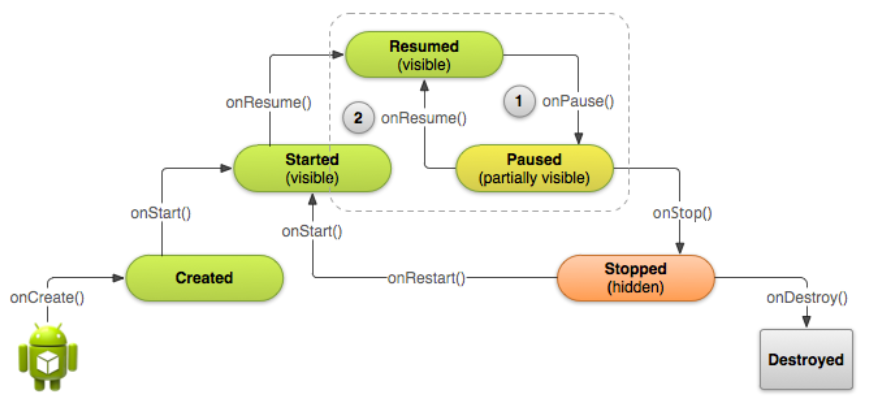 Resumed
(visible)
onResume()
2
onResume()
1
onPause()
Started
(visible)
Paused
(partially visible)
onStart()
onStart()
onStop()
Created
onRestart()
Stopped
(hidden)
onCreate()
onDestroy()
Destroyed